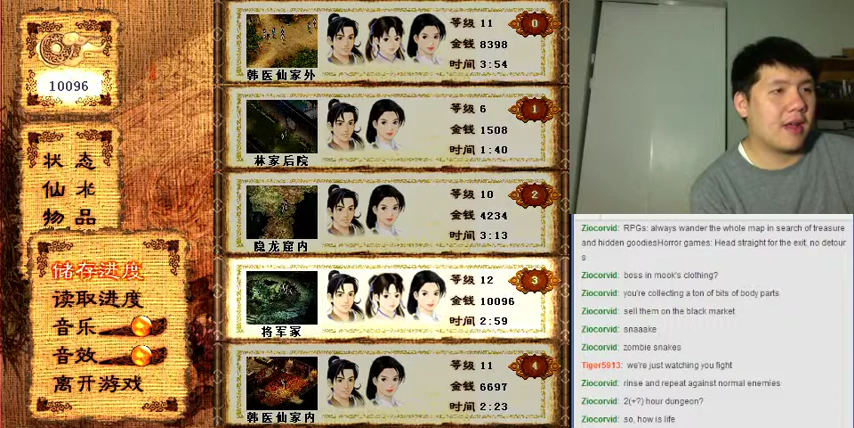 10096
状态
仙术
物品
储存进度
读取进度
音乐
音效
离开游戏
韩医仙家外
等级 11
金钱 8398
时间 3:54
0
林家后院
等级 6
金钱 1508
时间 1:40
1
隐龙窟内
等级 10
金钱 4234
时间 3:13
2
将军冢
等级 12
金钱 10096
时间 2:59
3
韩医仙家内
等级 11
金钱 6697
时间 2:23
4
Ziocorvid: RPGs: always wander the whole map in search of treasure
and hidden goodiesHorror games: Head straight for the exit, no detour
s
Ziocorvid: boss in mook's clothing?
Ziocorvid: you're collecting a ton of bits of body parts
Ziocorvid: sell them on the black market
Ziocorvid: snaaake
Ziocorvid: zombie snakes
Tiger5913: we're just watching you fight
Ziocorvid: rinse and repeat against normal enemies
Ziocorvid: 2(+?) hour dungeon?
Ziocorvid: so, how is life